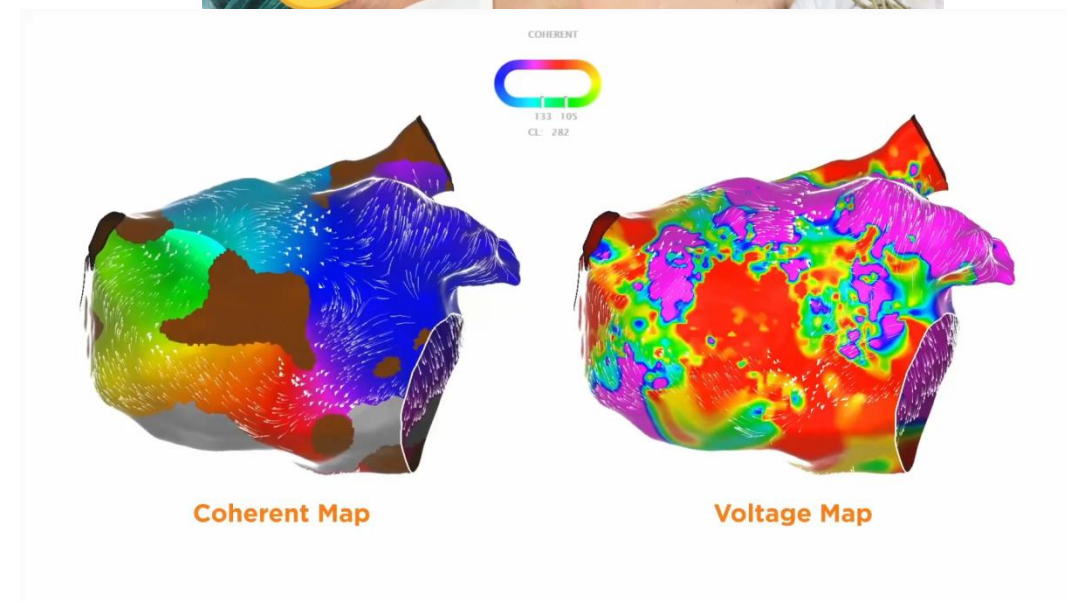 COHERENT
133 105
CL: 282
Coherent Map
Voltage Map